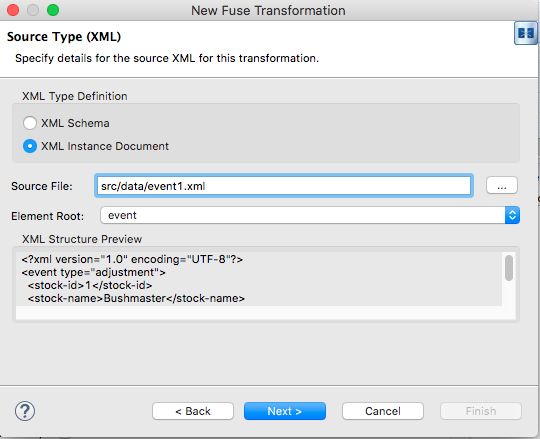 New Fuse Transformation
Source Type (XML)
Specify details for the source XML for this transformation.
XML Type Definition
XML Schema
XML Instance Document
Source File: src/data/event1.xml ...
Element Root: event
XML Structure Preview
<?xml version="1.0" encoding="UTF-8"?>
<event type="adjustment">
<stock-id>1</stock-id>
<stock-name>Bushmaster</stock-name>
? < Back Next > Cancel Finish